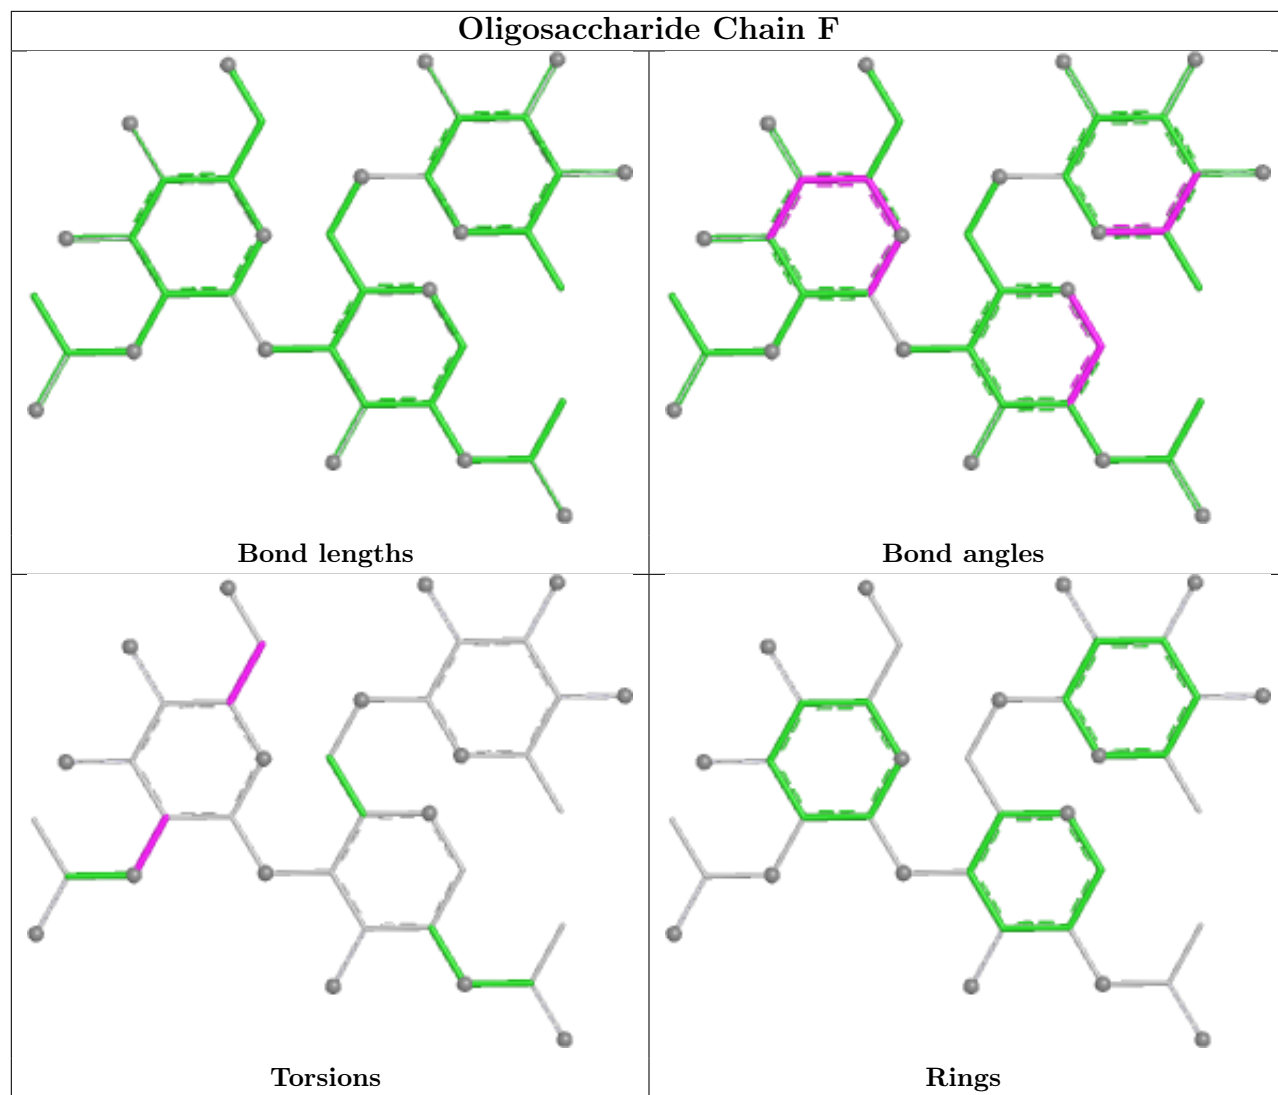 Oligosaccharide Chain F
Bond lengths
Bond angles
Torsions
Rings